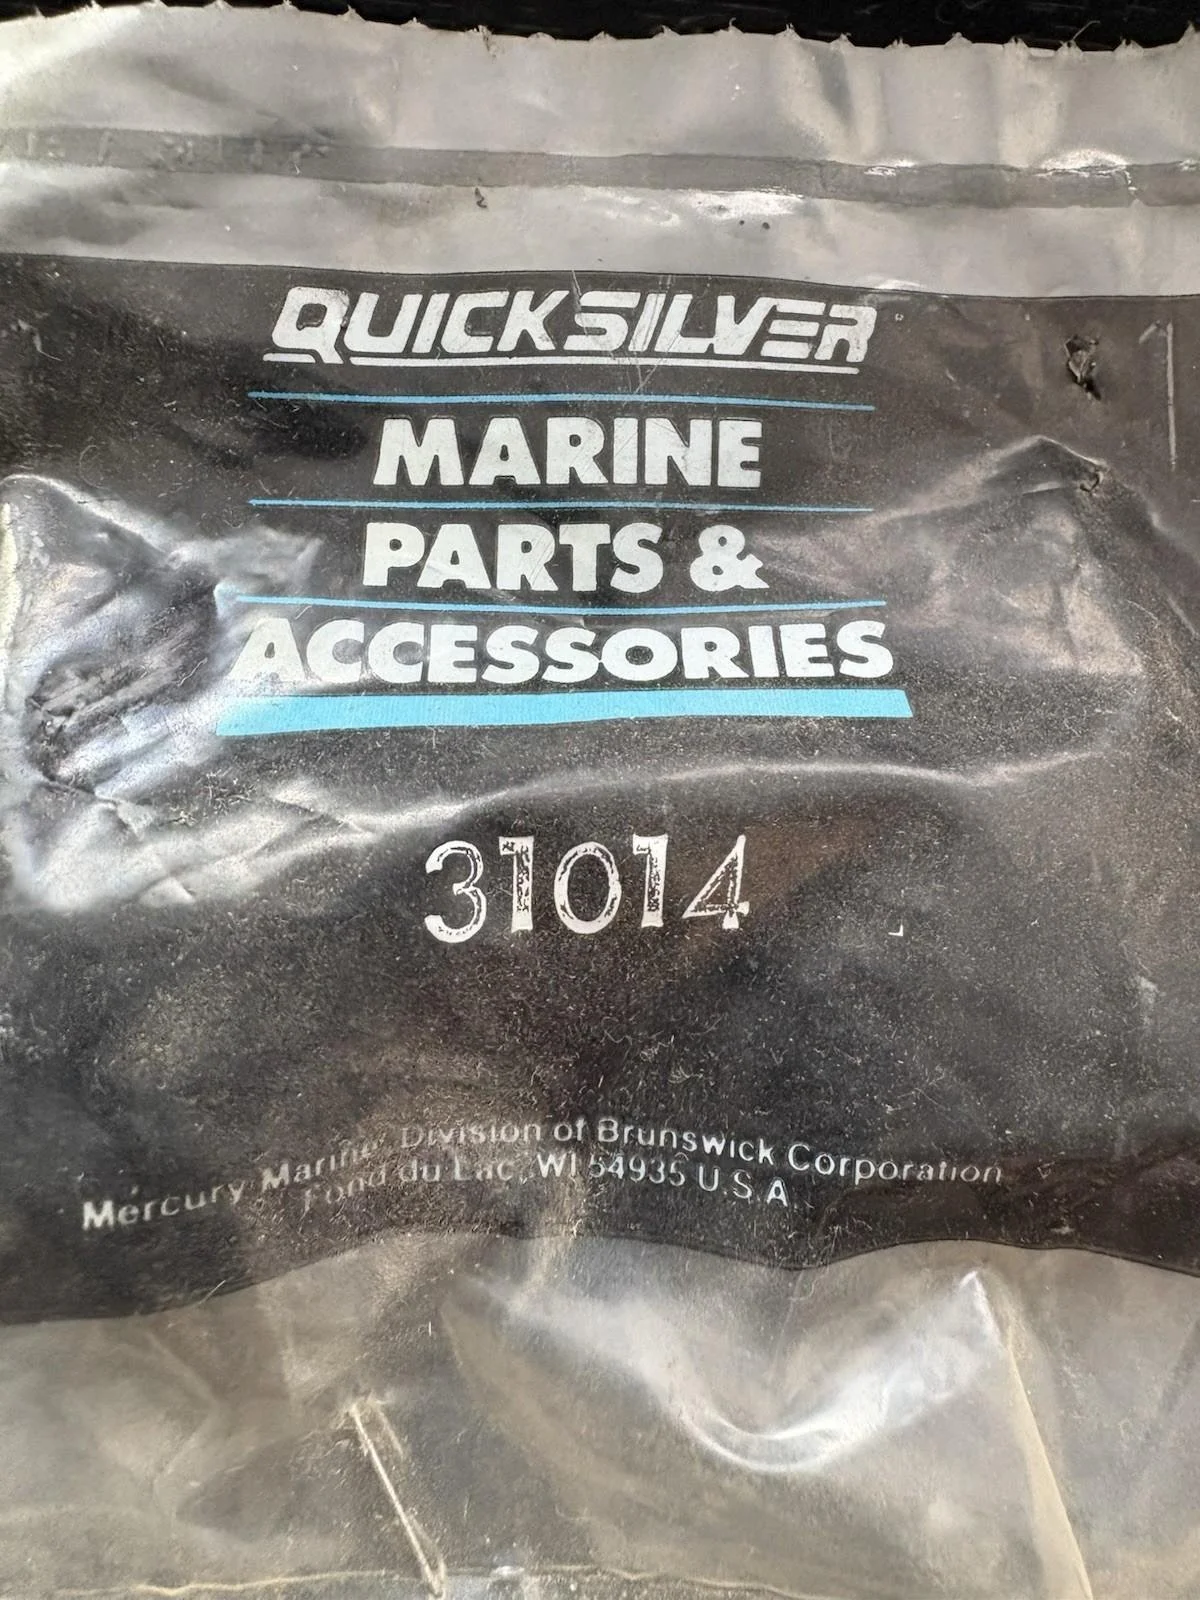 QUICKSILVER
MARINE
PARTS &
ACCESSORIES
31014
Mercury Marine, Division of Brunswick Corporation
Fond du Lac, WI 54935 U.S.A.